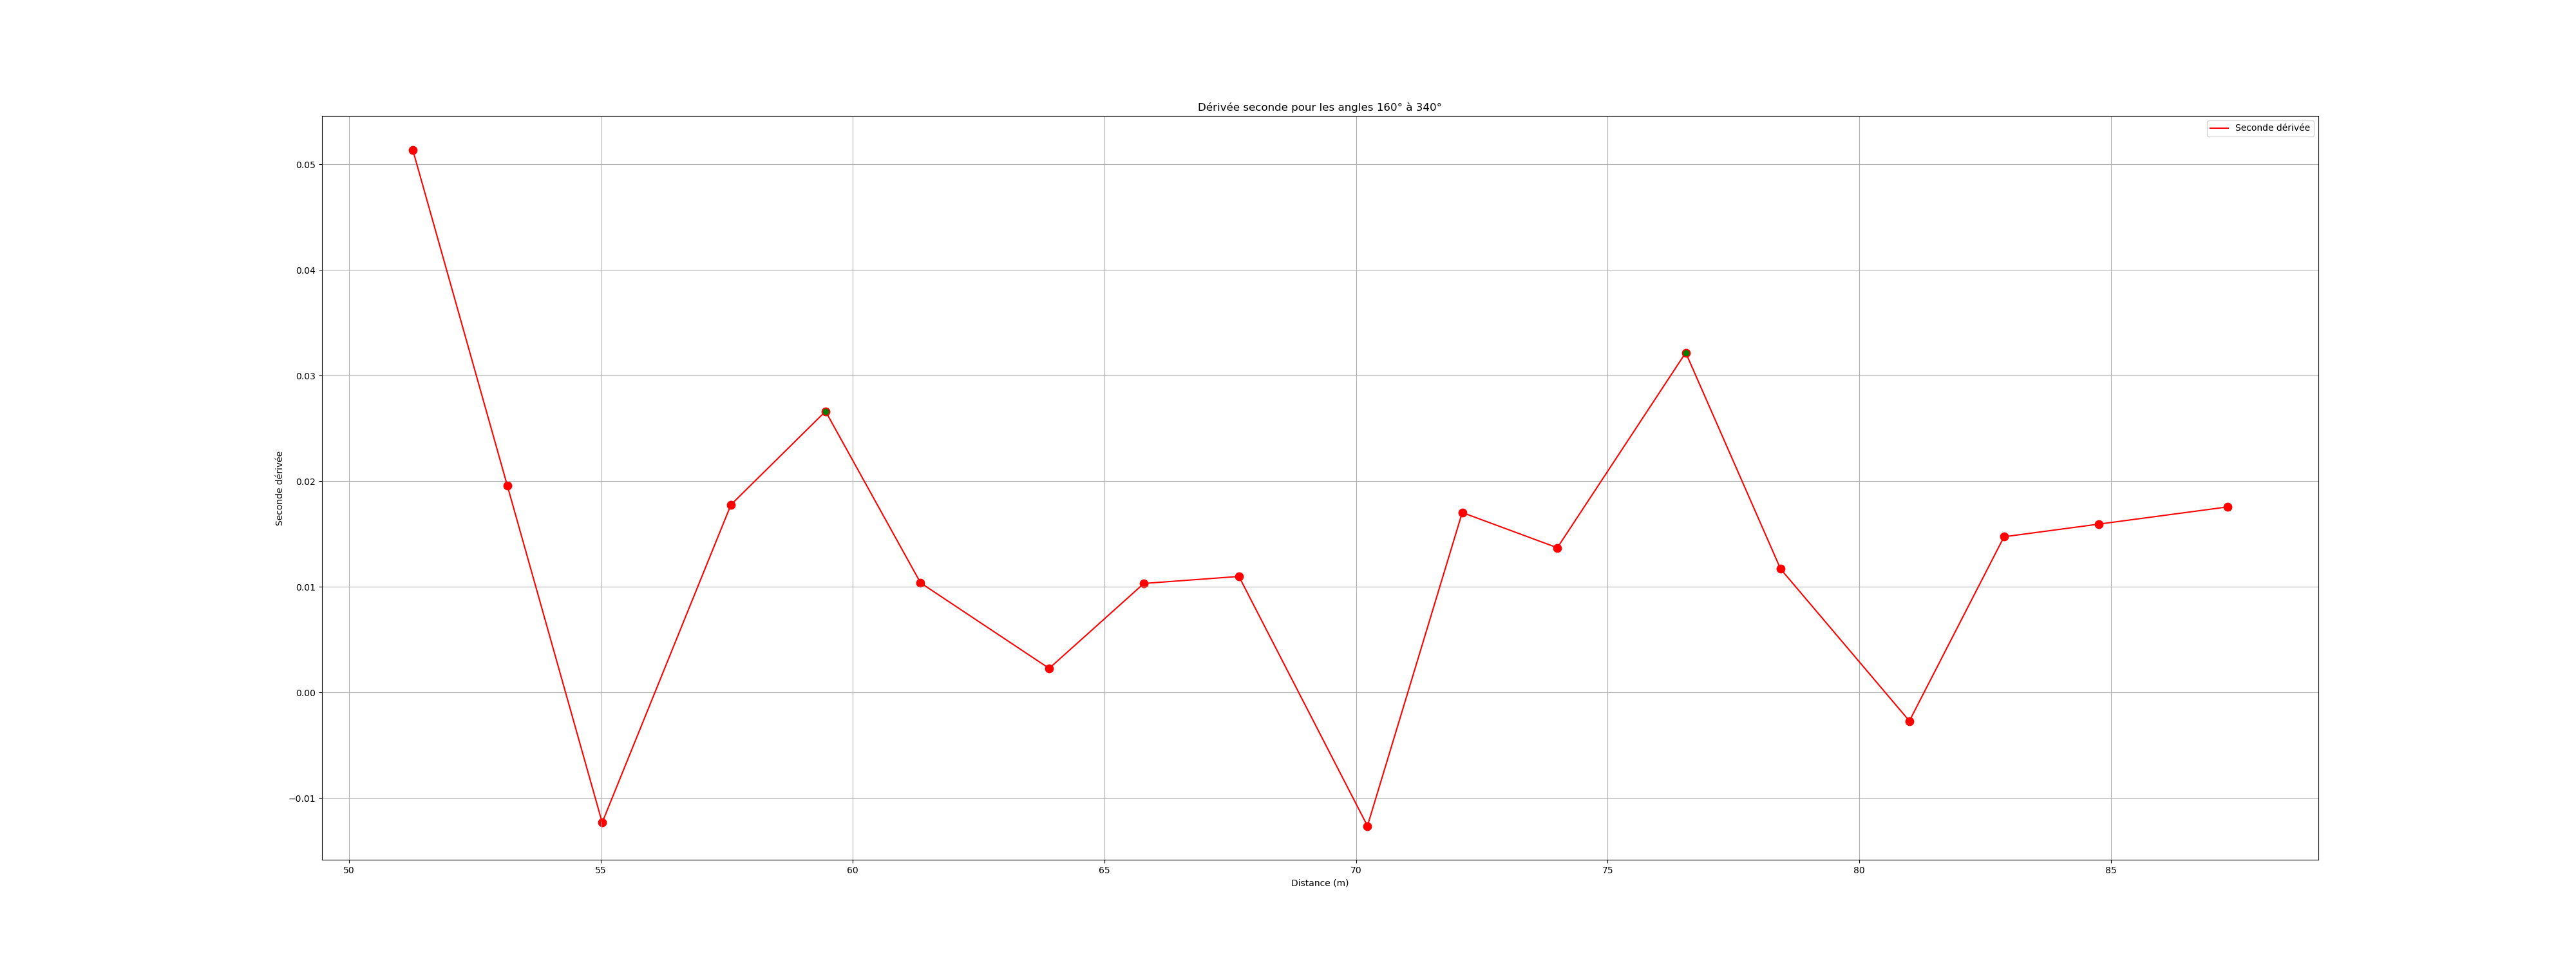 Dérivée seconde pour les angles 160° à 340°
Seconde dérivée
0.05
0.04
0.03
0.02
0.01
0.00
−0.01
Seconde dérivée
50 55 60 65 70 75 80 85
Distance (m)